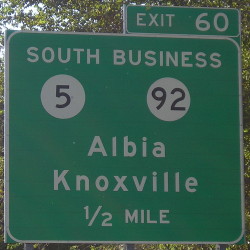 EXIT 60
SOUTH BUSINESS
5 92
Albia
Knoxville
1/2 MILE